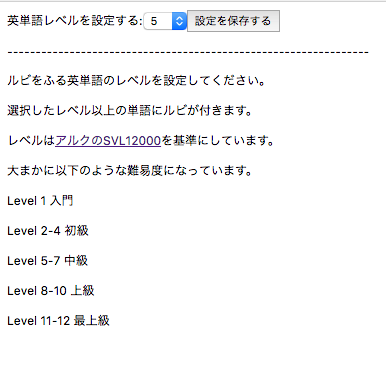 英単語レベルを設定する: 5 設定を保存する
-----------------------------------------------------------------
ルビをふる英単語のレベルを設定してください。
選択したレベル以上の単語にルビが付きます。
レベルはアルクのSVL12000を基準にしています。
大まかに以下のような難易度になっています。
Level 1 入門
Level 2-4 初級
Level 5-7 中級
Level 8-10 上級
Level 11-12 最上級